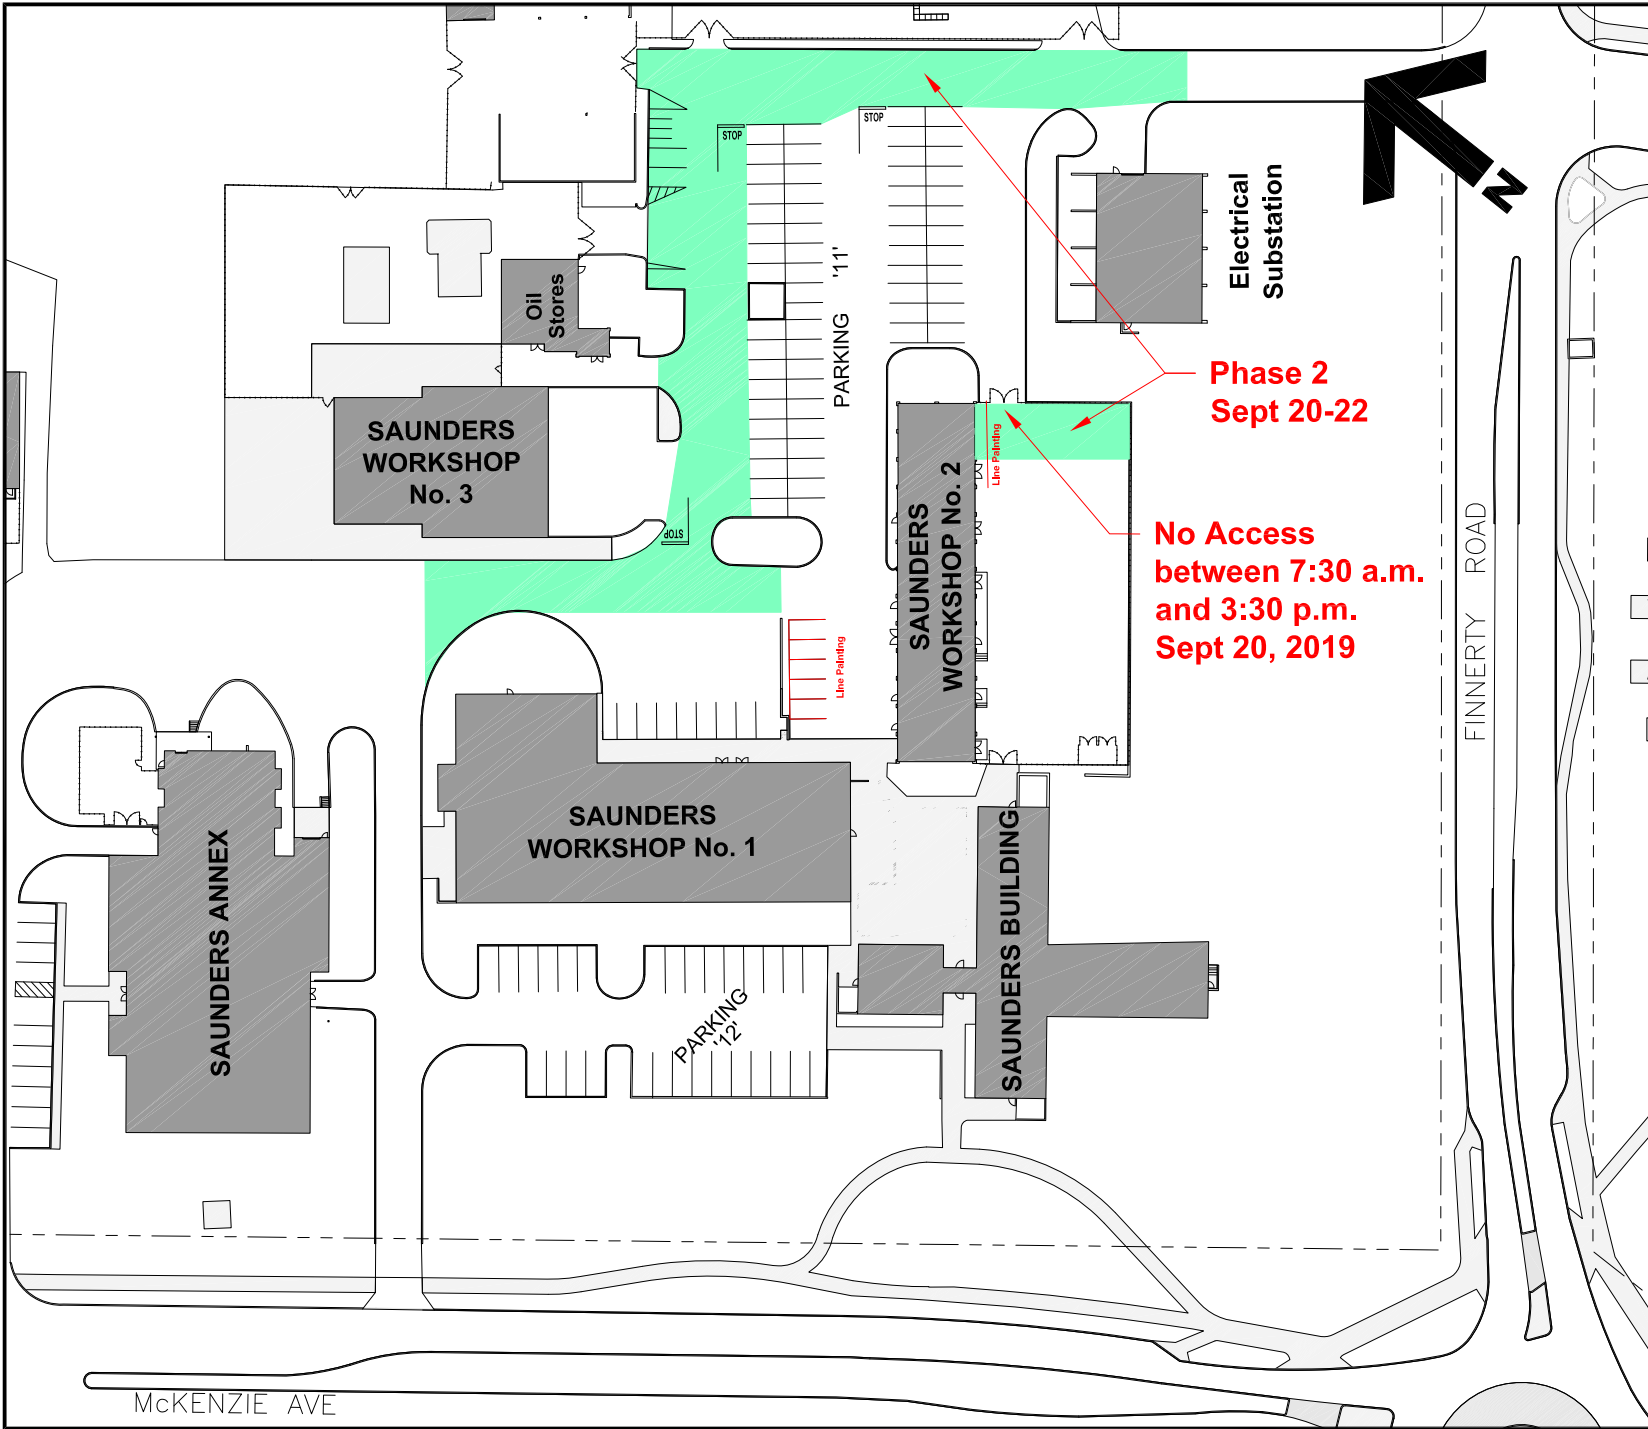 STOP
STOP
N
Electrical
Substation
Oil
Stores
PARKING '11'
Phase 2
Sept 20-22
SAUNDERS
WORKSHOP
No. 3
Line Painting
STOP
SAUNDERS
WORKSHOP No. 2
No Access
between 7:30 a.m.
and 3:30 p.m.
Sept 20, 2019
FINNERTY ROAD
Line Painting
SAUNDERS
WORKSHOP No. 1
SAUNDERS ANNEX
SAUNDERS BUILDING
PARKING
'12'
McKENZIE AVE